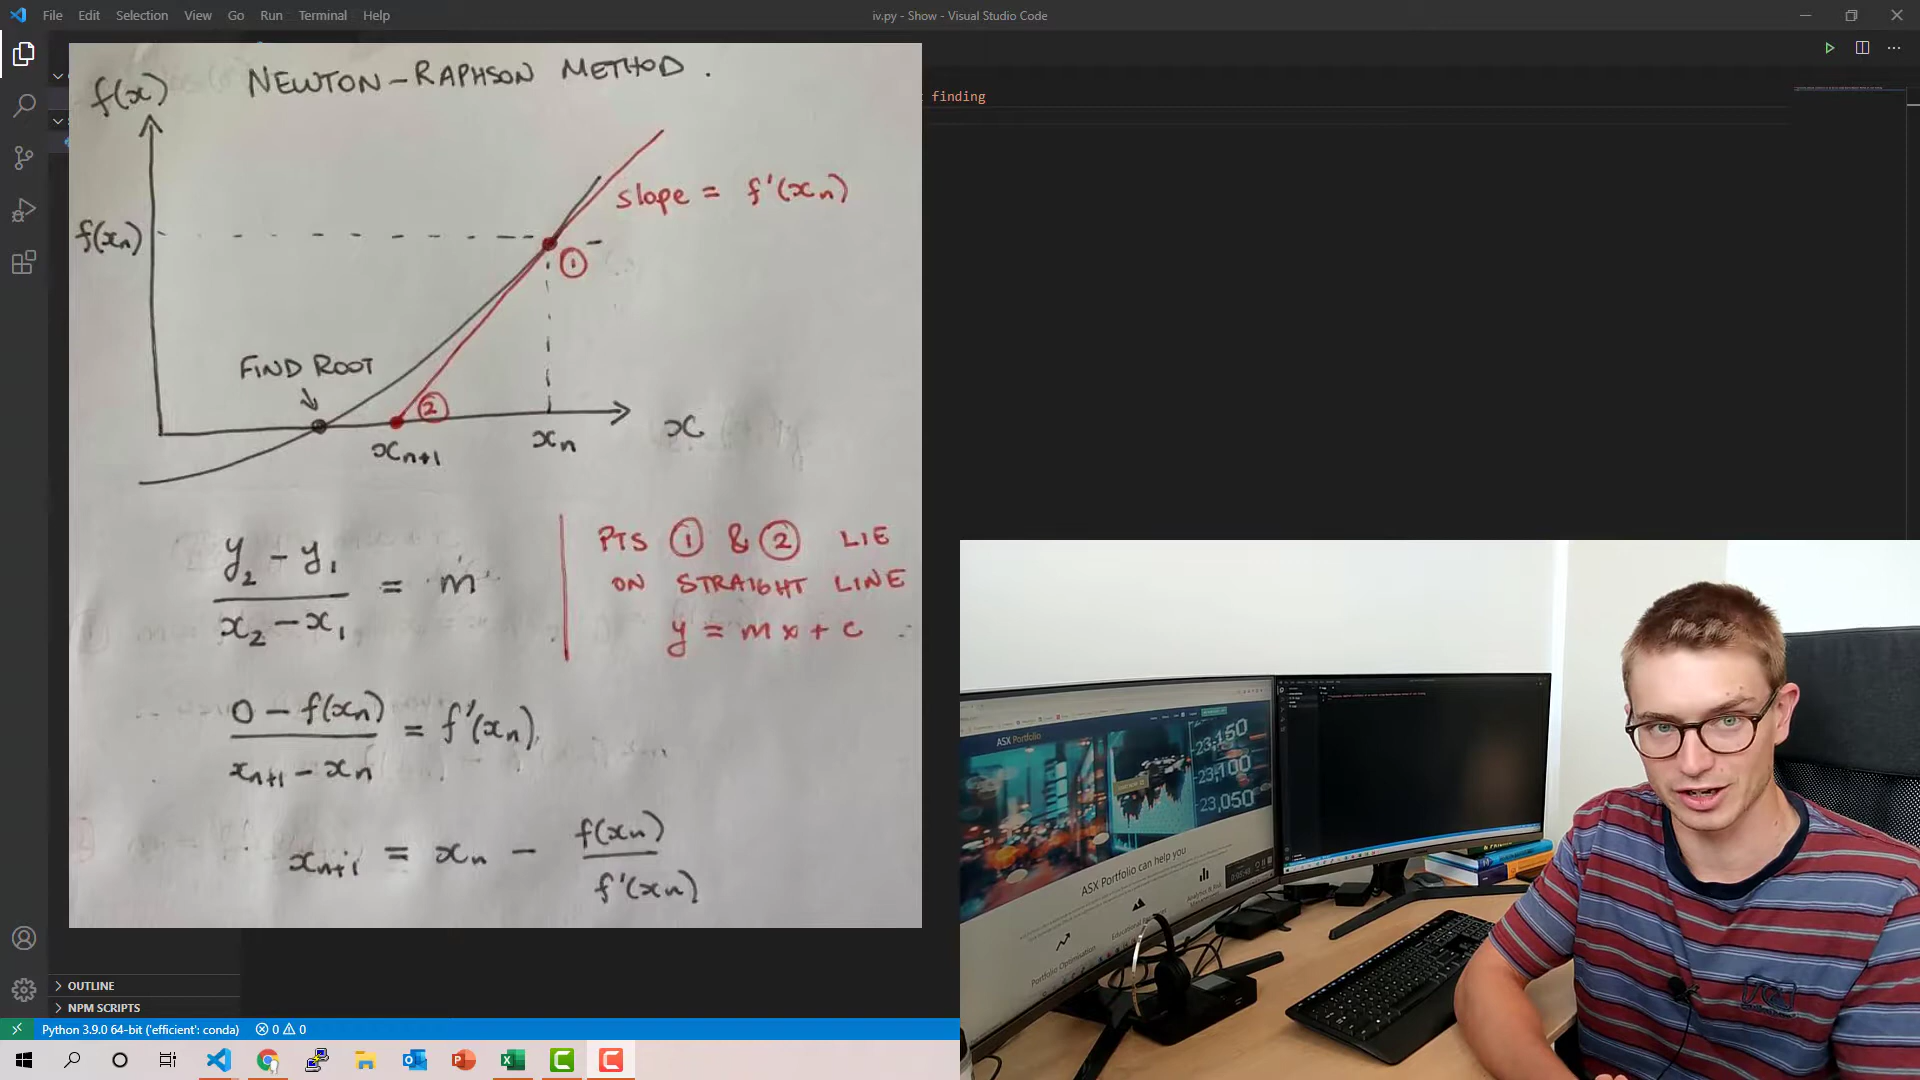 File Edit Selection View Go Run Terminal Help
iv.py - Show - Visual Studio Code
finding
NEWTON-RAPHSON METHOD.
f(x)
slope = f'(xₙ)
f(xₙ)
①
FIND ROOT
②
xₙ₊₁
xₙ
x
y₂ - y₁
x₂ - x₁
= m
PTS ① & ② LIE
ON STRAIGHT LINE
y = mx + c
0 - f(xₙ)
xₙ₊₁ - xₙ
= f'(xₙ)
xₙ₊₁ = xₙ - f(xₙ)
f'(xₙ)
OUTLINE
NPM SCRIPTS
Python 3.9.0 64-bit ('efficient': conda) 0 0
ASX Portfolio
23,150
23,100
23,050
ASX Portfolio can help you
Portfolio Optimisation